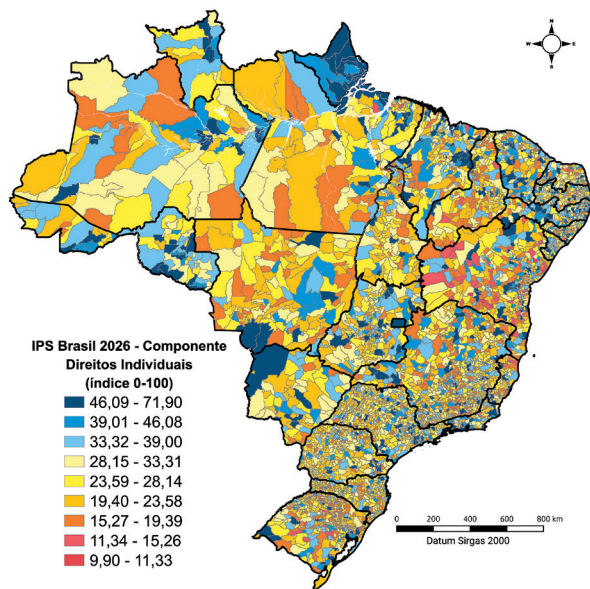 N
W E
S
IPS Brasil 2026 - Componente
Direitos Individuais
(índice 0-100)
46,09 - 71,90
39,01 - 46,08
33,32 - 39,00
28,15 - 33,31
23,59 - 28,14
19,40 - 23,58
15,27 - 19,39
11,34 - 15,26
9,90 - 11,33
0 200 400 600 800 km
Datum Sirgas 2000